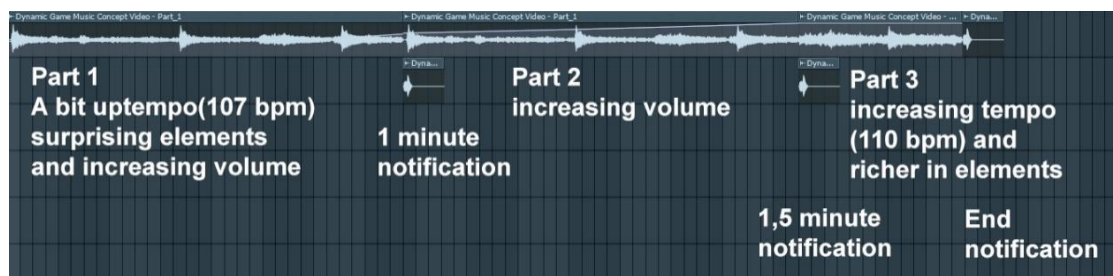 Dynamic Game Music Concept Video - Part_1
Dynamic Game Music Concept Video - Part_1
Dynamic Game Music Concept Video - ...
Dyna...
Dyna...
Dyna...
Part 1
A bit uptempo(107 bpm)
surprising elements
and increasing volume
1 minute
notification
Part 2
increasing volume
Part 3
increasing tempo
(110 bpm) and
richer in elements
1,5 minute
notification
End
notification